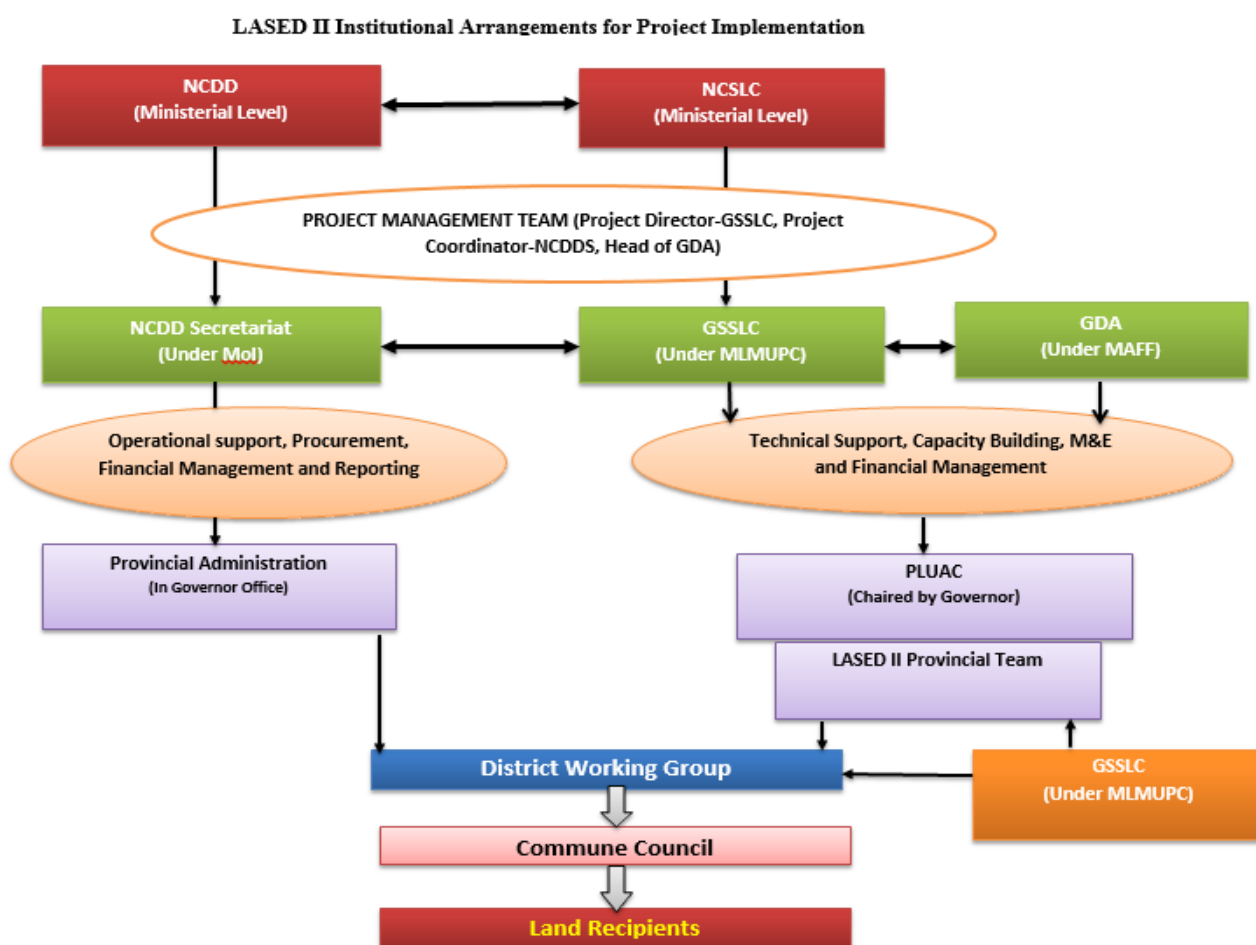 LASED II Institutional Arrangements for Project Implementation
NCDD
(Ministerial Level)
NCSLC
(Ministerial Level)
PROJECT MANAGEMENT TEAM (Project Director-GSSLC, Project
Coordinator-NCDDS, Head of GDA)
NCDD Secretariat
(Under MoI)
GSSLC
(Under MLMUPC)
GDA
(Under MAFF)
Operational support, Procurement,
Financial Management and Reporting
Technical Support, Capacity Building, M&E
and Financial Management
Provincial Administration
(In Governor Office)
PLUAC
(Chaired by Governor)
LASED II Provincial Team
District Working Group
GSSLC
(Under MLMUPC)
Commune Council
Land Recipients